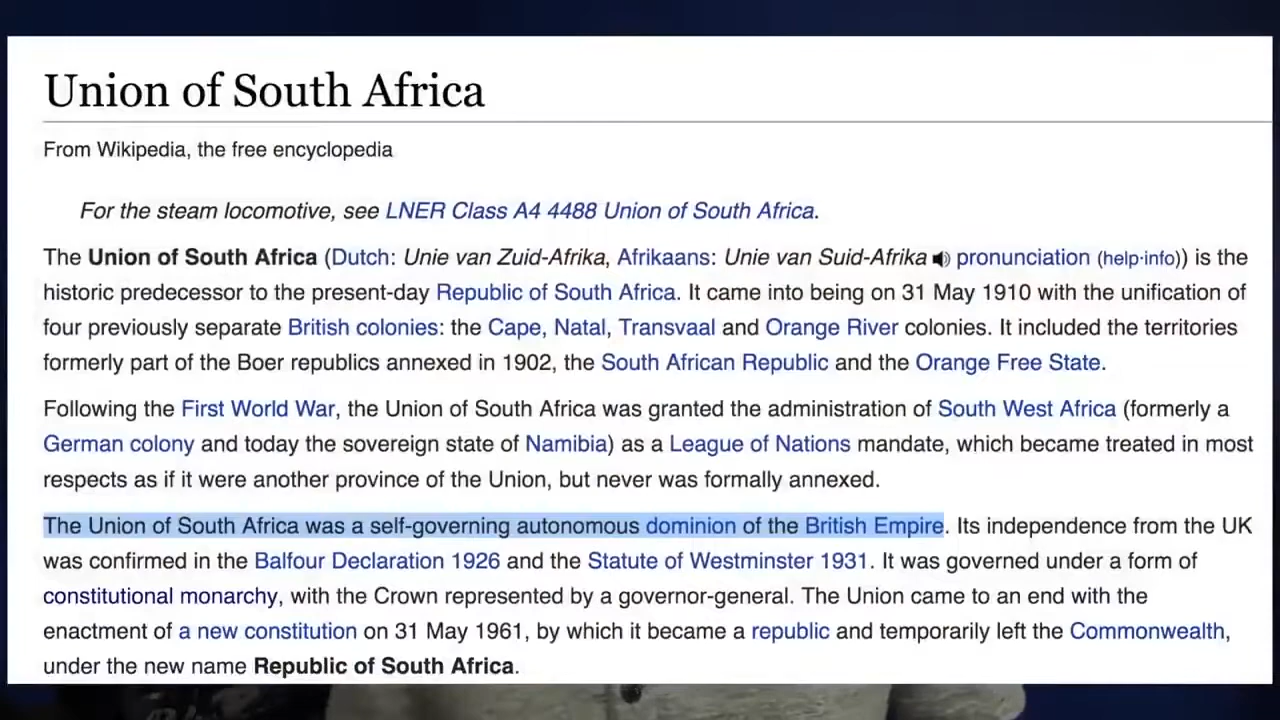 Union of South Africa
From Wikipedia, the free encyclopedia
For the steam locomotive, see LNER Class A4 4488 Union of South Africa.
The Union of South Africa (Dutch: Unie van Zuid-Afrika, Afrikaans: Unie van Suid-Afrika pronunciation (help·info)) is the
historic predecessor to the present-day Republic of South Africa. It came into being on 31 May 1910 with the unification of
four previously separate British colonies: the Cape, Natal, Transvaal and Orange River colonies. It included the territories
formerly part of the Boer republics annexed in 1902, the South African Republic and the Orange Free State.
Following the First World War, the Union of South Africa was granted the administration of South West Africa (formerly a
German colony and today the sovereign state of Namibia) as a League of Nations mandate, which became treated in most
respects as if it were another province of the Union, but never was formally annexed.
The Union of South Africa was a self-governing autonomous dominion of the British Empire. Its independence from the UK
was confirmed in the Balfour Declaration 1926 and the Statute of Westminster 1931. It was governed under a form of
constitutional monarchy, with the Crown represented by a governor-general. The Union came to an end with the
enactment of a new constitution on 31 May 1961, by which it became a republic and temporarily left the Commonwealth,
under the new name Republic of South Africa.